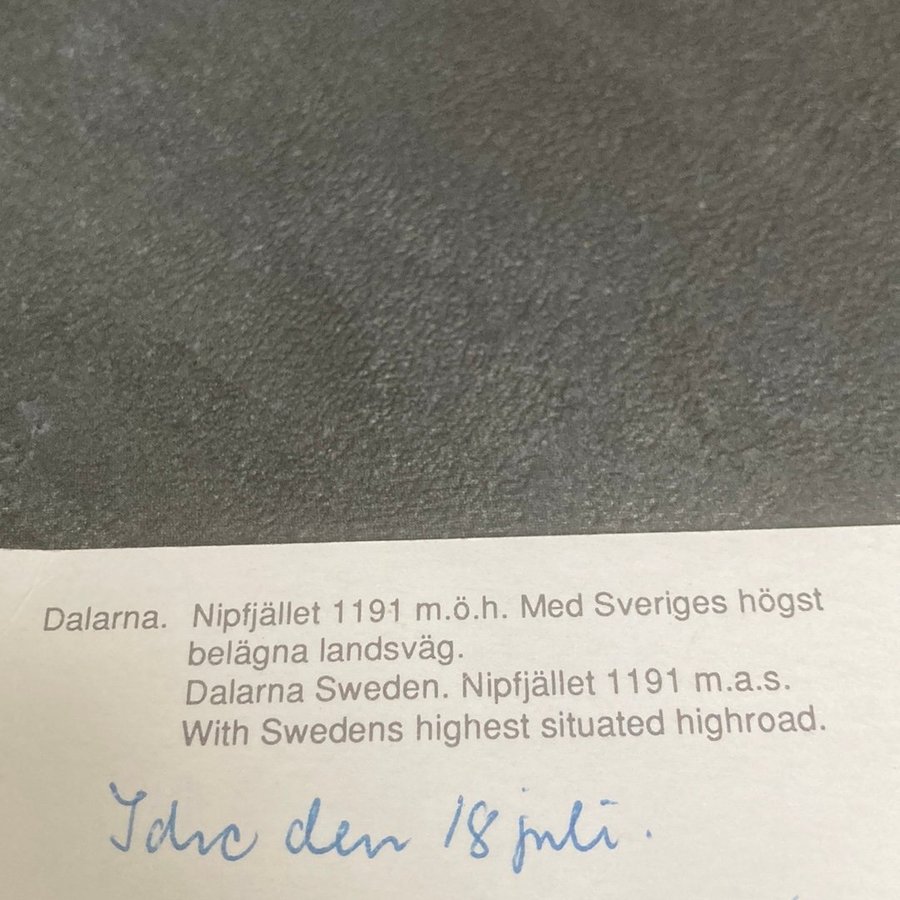 Dalarna. Nipfjället 1191 m.ö.h. Med Sveriges högst
belägna landsväg.
Dalarna Sweden. Nipfjället 1191 m.a.s.
With Swedens highest situated highroad.
Idre den 18 juli.